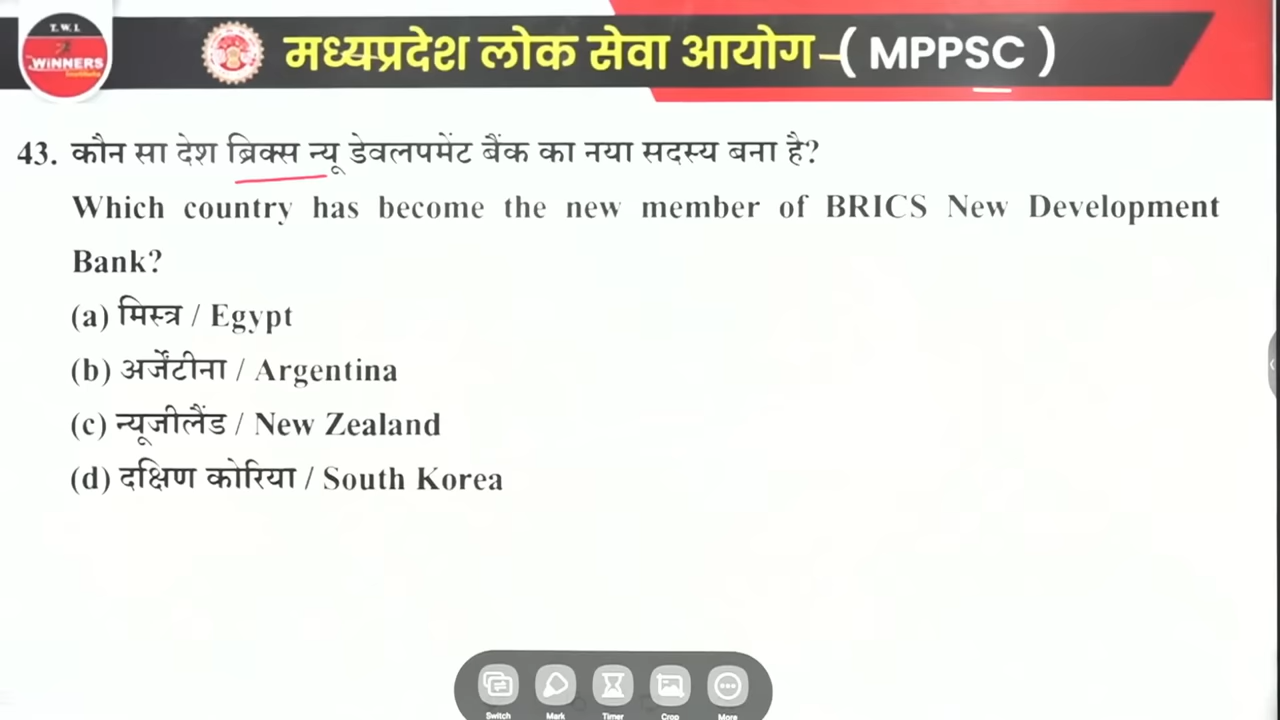 T.W.I.
WINNERS
मध्यप्रदेश लोक सेवा आयोग-( MPPSC )
43. कौन सा देश ब्रिक्स न्यू डेवलपमेंट बैंक का नया सदस्य बना है?
Which country has become the new member of BRICS New Development
Bank?
(a) मिस्त्र / Egypt
(b) अर्जेंटीना / Argentina
(c) न्यूजीलैंड / New Zealand
(d) दक्षिण कोरिया / South Korea
Switch Mark Timer Crop More